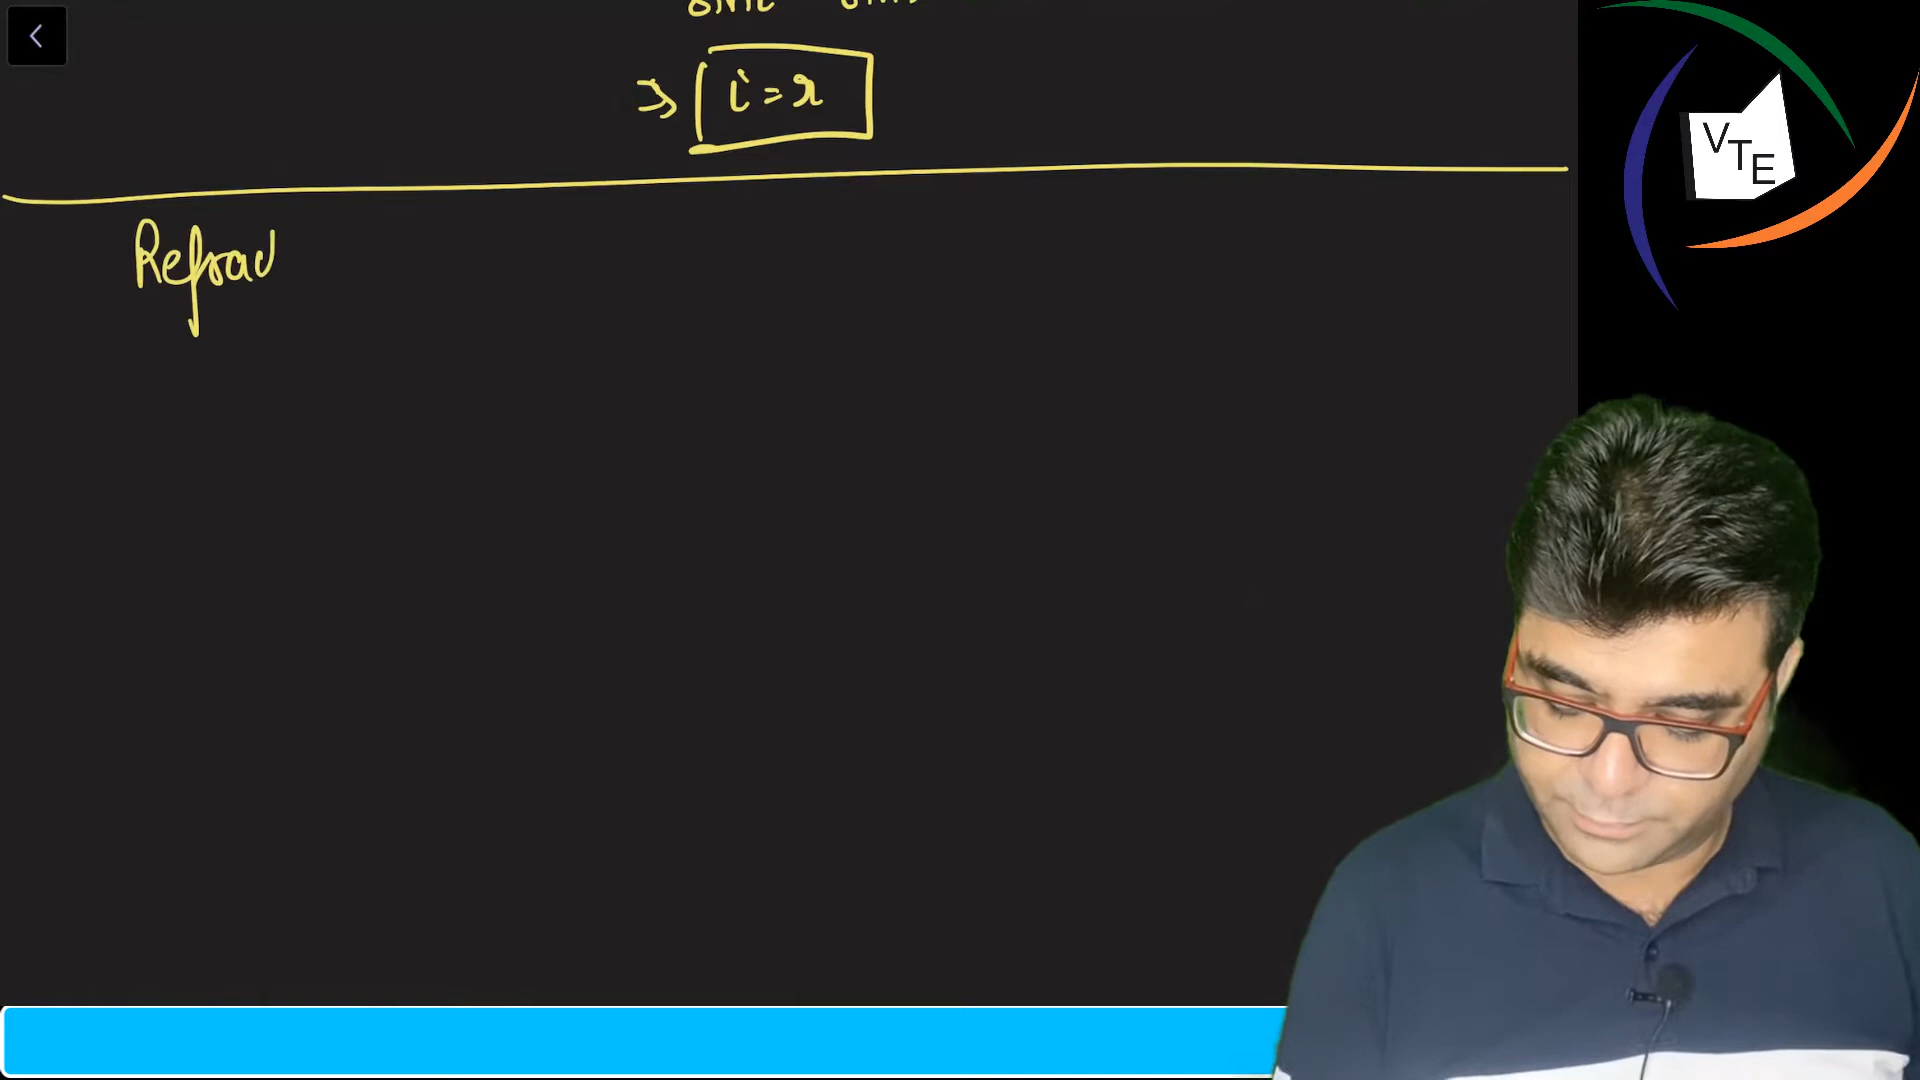 ⇒ i = r
Refrac
VTE